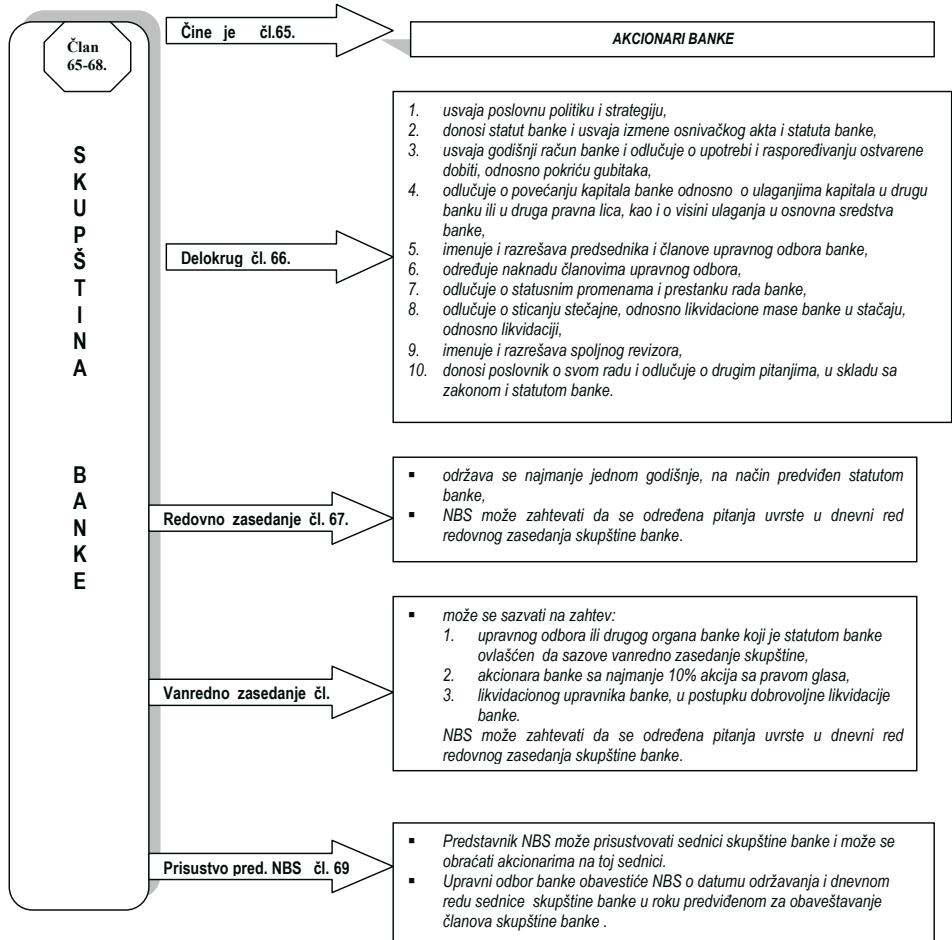 Član
65-68.
S
K
U
P
Š
T
I
N
A
B
A
N
K
E
Čine je čl.65.
AKCIONARI BANKE
Delokrug čl. 66.
1. usvaja poslovnu politiku i strategiju,
2. donosi statut banke i usvaja izmene osnivačkog akta i statuta banke,
3. usvaja godišnji račun banke i odlučuje o upotrebi i raspoređivanju ostvarene
dobiti, odnosno pokriću gubitaka,
4. odlučuje o povećanju kapitala banke odnosno o ulaganjima kapitala u drugu
banku ili u druga pravna lica, kao i o visini ulaganja u osnovna sredstva
banke,
5. imenuje i razrešava predsednika i članove upravnog odbora banke,
6. određuje naknadu članovima upravnog odbora,
7. odlučuje o statusnim promenama i prestanku rada banke,
8. odlučuje o sticanju stečajne, odnosno likvidacione mase banke u stačaju,
odnosno likvidaciji,
9. imenuje i razrešava spoljnog revizora,
10. donosi poslovnik o svom radu i odlučuje o drugim pitanjima, u skladu sa
zakonom i statutom banke.
Redovno zasedanje čl. 67.
▪ održava se najmanje jednom godišnje, na način predviđen statutom
banke,
▪ NBS može zahtevati da se određena pitanja uvrste u dnevni red
redovnog zasedanja skupštine banke.
Vanredno zasedanje čl.
▪ može se sazvati na zahtev:
1. upravnog odbora ili drugog organa banke koji je statutom banke
ovlašćen da sazove vanredno zasedanje skupštine,
2. akcionara banke sa najmanje 10% akcija sa pravom glasa,
3. likvidacionog upravnika banke, u postupku dobrovoljne likvidacije
banke.
NBS može zahtevati da se određena pitanja uvrste u dnevni red
redovnog zasedanja skupštine banke.
Prisustvo pred. NBS čl. 69
▪ Predstavnik NBS može prisustvovati sednici skupštine banke i može se
obraćati akcionarima na toj sednici.
▪ Upravni odbor banke obavestiće NBS o datumu održavanja i dnevnom
redu sednice skupštine banke u roku predviđenom za obaveštavanje
članova skupštine banke .